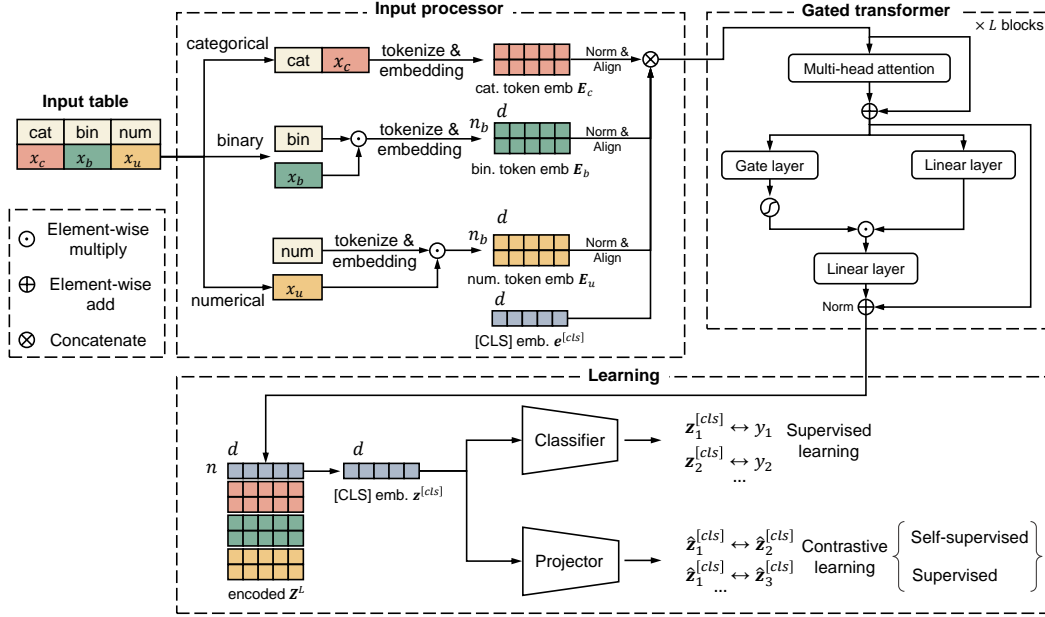 Input processor
Gated transformer
× L blocks
categorical
cat
x_c
tokenize &
embedding
Norm &
Align
cat. token emb E_c
Multi-head attention
Input table
cat bin num
x_c x_b x_u
binary
bin
x_b
tokenize &
embedding
n_b
d
Norm &
Align
bin. token emb E_b
Gate layer
Linear layer
Element-wise
multiply
Element-wise
add
Concatenate
num
tokenize &
embedding
numerical
x_u
n_b
d
Norm &
Align
num. token emb E_u
d
[CLS] emb. e^[cls]
Linear layer
Norm
Learning
d
n
encoded Z^L
d
[CLS] emb. z^[cls]
Classifier
z_1^[cls] ↔ y_1
z_2^[cls] ↔ y_2
...
Supervised
learning
Projector
ẑ_1^[cls] ↔ ẑ_2^[cls]
ẑ_1^[cls] ↔ ẑ_3^[cls]
...
Contrastive
learning
Self-supervised
Supervised